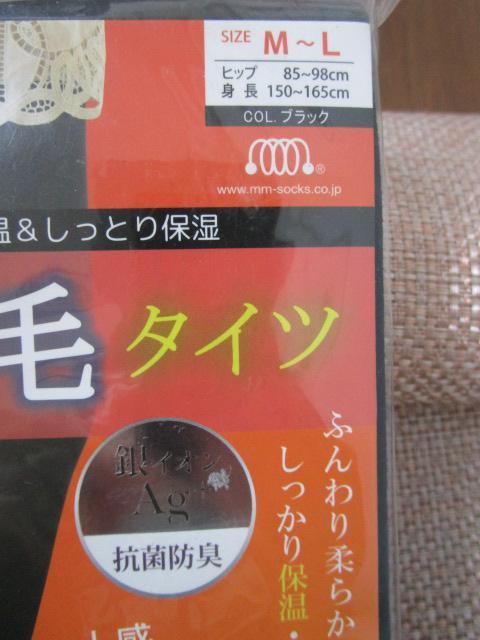 SIZE M～L
ヒップ 85~98cm
身長 150~165cm
COL.ブラック
www.mm-socks.co.jp
温&しっとり保湿
毛タイツ
銀イオン
Ag+
抗菌防臭
ふんわり柔らか
しっかり保温・